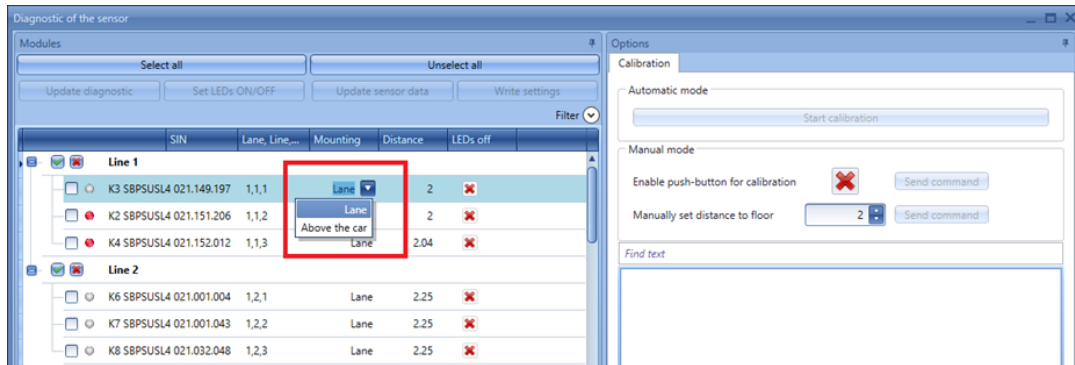 Diagnostic of the sensor
Modules
Select all
Unselect all
Update diagnostic
Set LEDs ON/OFF
Update sensor data
Write settings
Filter
SIN
Lane, Line,...
Mounting
Distance
LEDs off
Line 1
K3 SBPSUSL4 021.149.197 1,1,1 Lane 2
Lane
Above the car
K2 SBPSUSL4 021.151.206 1,1,2 2
K4 SBPSUSL4 021.152.012 1,1,3 Lane 2.04
Line 2
K6 SBPSUSL4 021.001.004 1,2,1 Lane 2.25
K7 SBPSUSL4 021.001.043 1,2,2 Lane 2.25
K8 SBPSUSL4 021.032.048 1,2,3 Lane 2.25
Options
Calibration
Automatic mode
Start calibration
Manual mode
Enable push-button for calibration
Send command
Manually set distance to floor
2
Send command
Find text